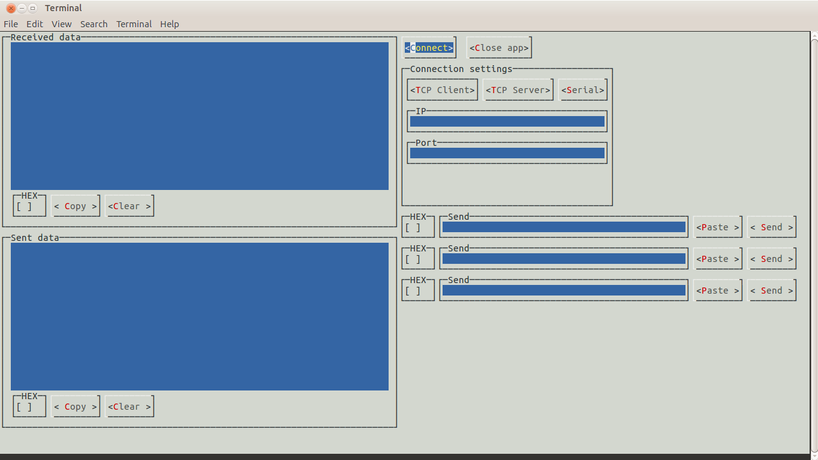 Terminal
File Edit View Search Terminal Help
Received data
HEX
[ ] < Copy > <Clear >
Sent data
HEX
[ ] < Copy > <Clear >
<Connect> <Close app>
Connection settings
<TCP Client> <TCP Server> <Serial>
IP
Port
HEX Send
[ ] <Paste > < Send >
HEX Send
[ ] <Paste > < Send >
HEX Send
[ ] <Paste > < Send >